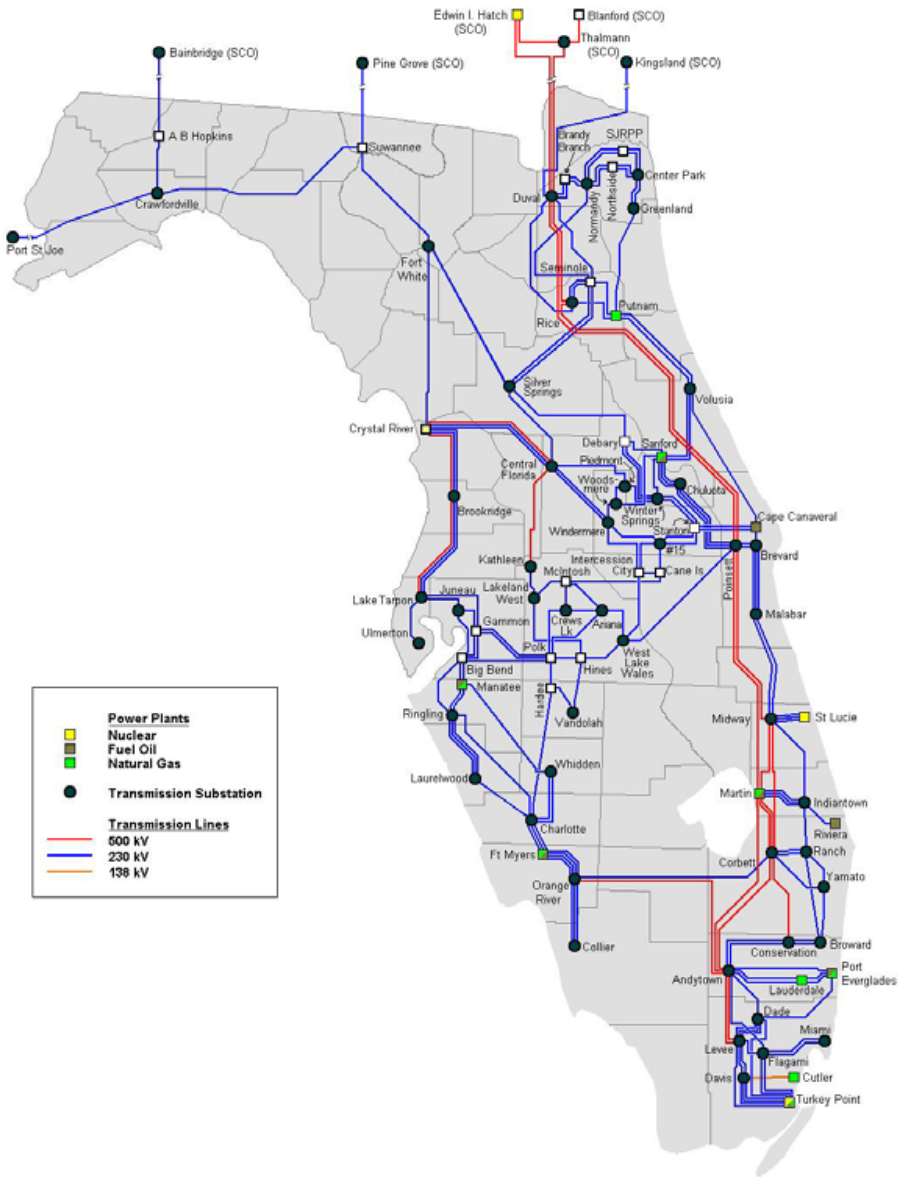 Edwin I. Hatch
(SCO)
Blanford (SCO)
Thalmann
(SCO)
Bainbridge (SCO)
Pine Grove (SCO)
Kingsland (SCO)
A B Hopkins
Suwannee
Brandy
Branch
SJRPP
Center Park
Northside
Normandy
Duval
Greenland
Crawfordville
Port St Joe
Fort
White
Seminole
Putnam
Rice
Silver
Springs
Volusia
Crystal River
Debary
Sanford
Central
Florida
Piedmont
Woods-
mere
Chuluota
Winter
Springs
Cape Canaveral
Brookridge
Windermere
Stanton
#15
Brevard
Poinsett
Kathleen
Intercession
City
Cane Is
McIntosh
Lakeland
West
Lake Tarpon
Juneau
Crews
Lk
Ariana
Malabar
Ulmerton
Gammon
Polk
Hines
West
Lake
Wales
Big Bend
Manatee
Hardee
Vandolah
Ringling
Midway
St Lucie
Laurelwood
Whidden
Martin
Indiantown
Riviera
Charlotte
Ft Myers
Corbett
Ranch
Orange
River
Yamato
Collier
Conservation
Broward
Andytown
Port
Everglades
Lauderdale
Dade
Miami
Levee
Flagami
Davis
Cutler
Turkey Point
Power Plants
Nuclear
Fuel Oil
Natural Gas
Transmission Substation
Transmission Lines
500 kV
230 kV
138 kV